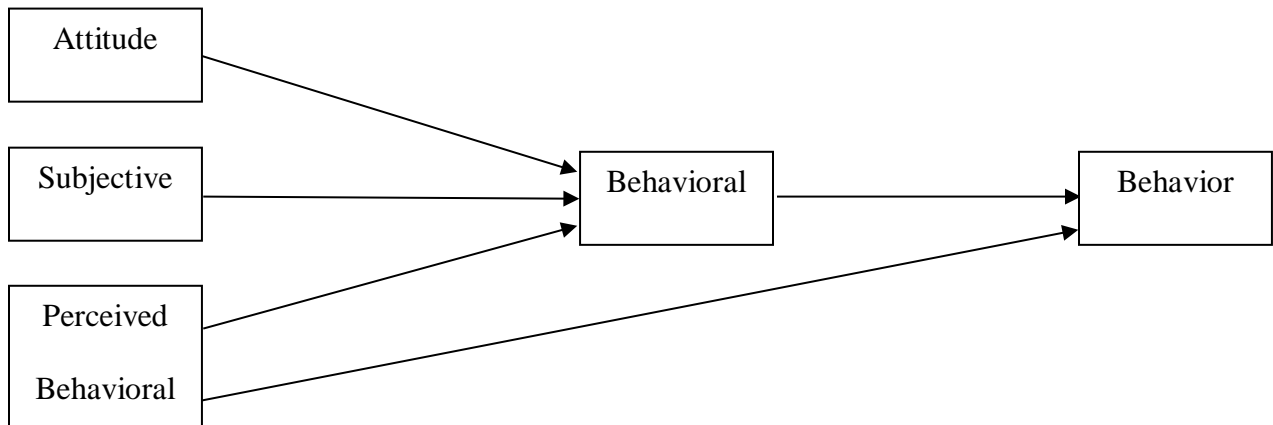 Attitude
Subjective
Perceived
Behavioral
Behavioral
Behavior